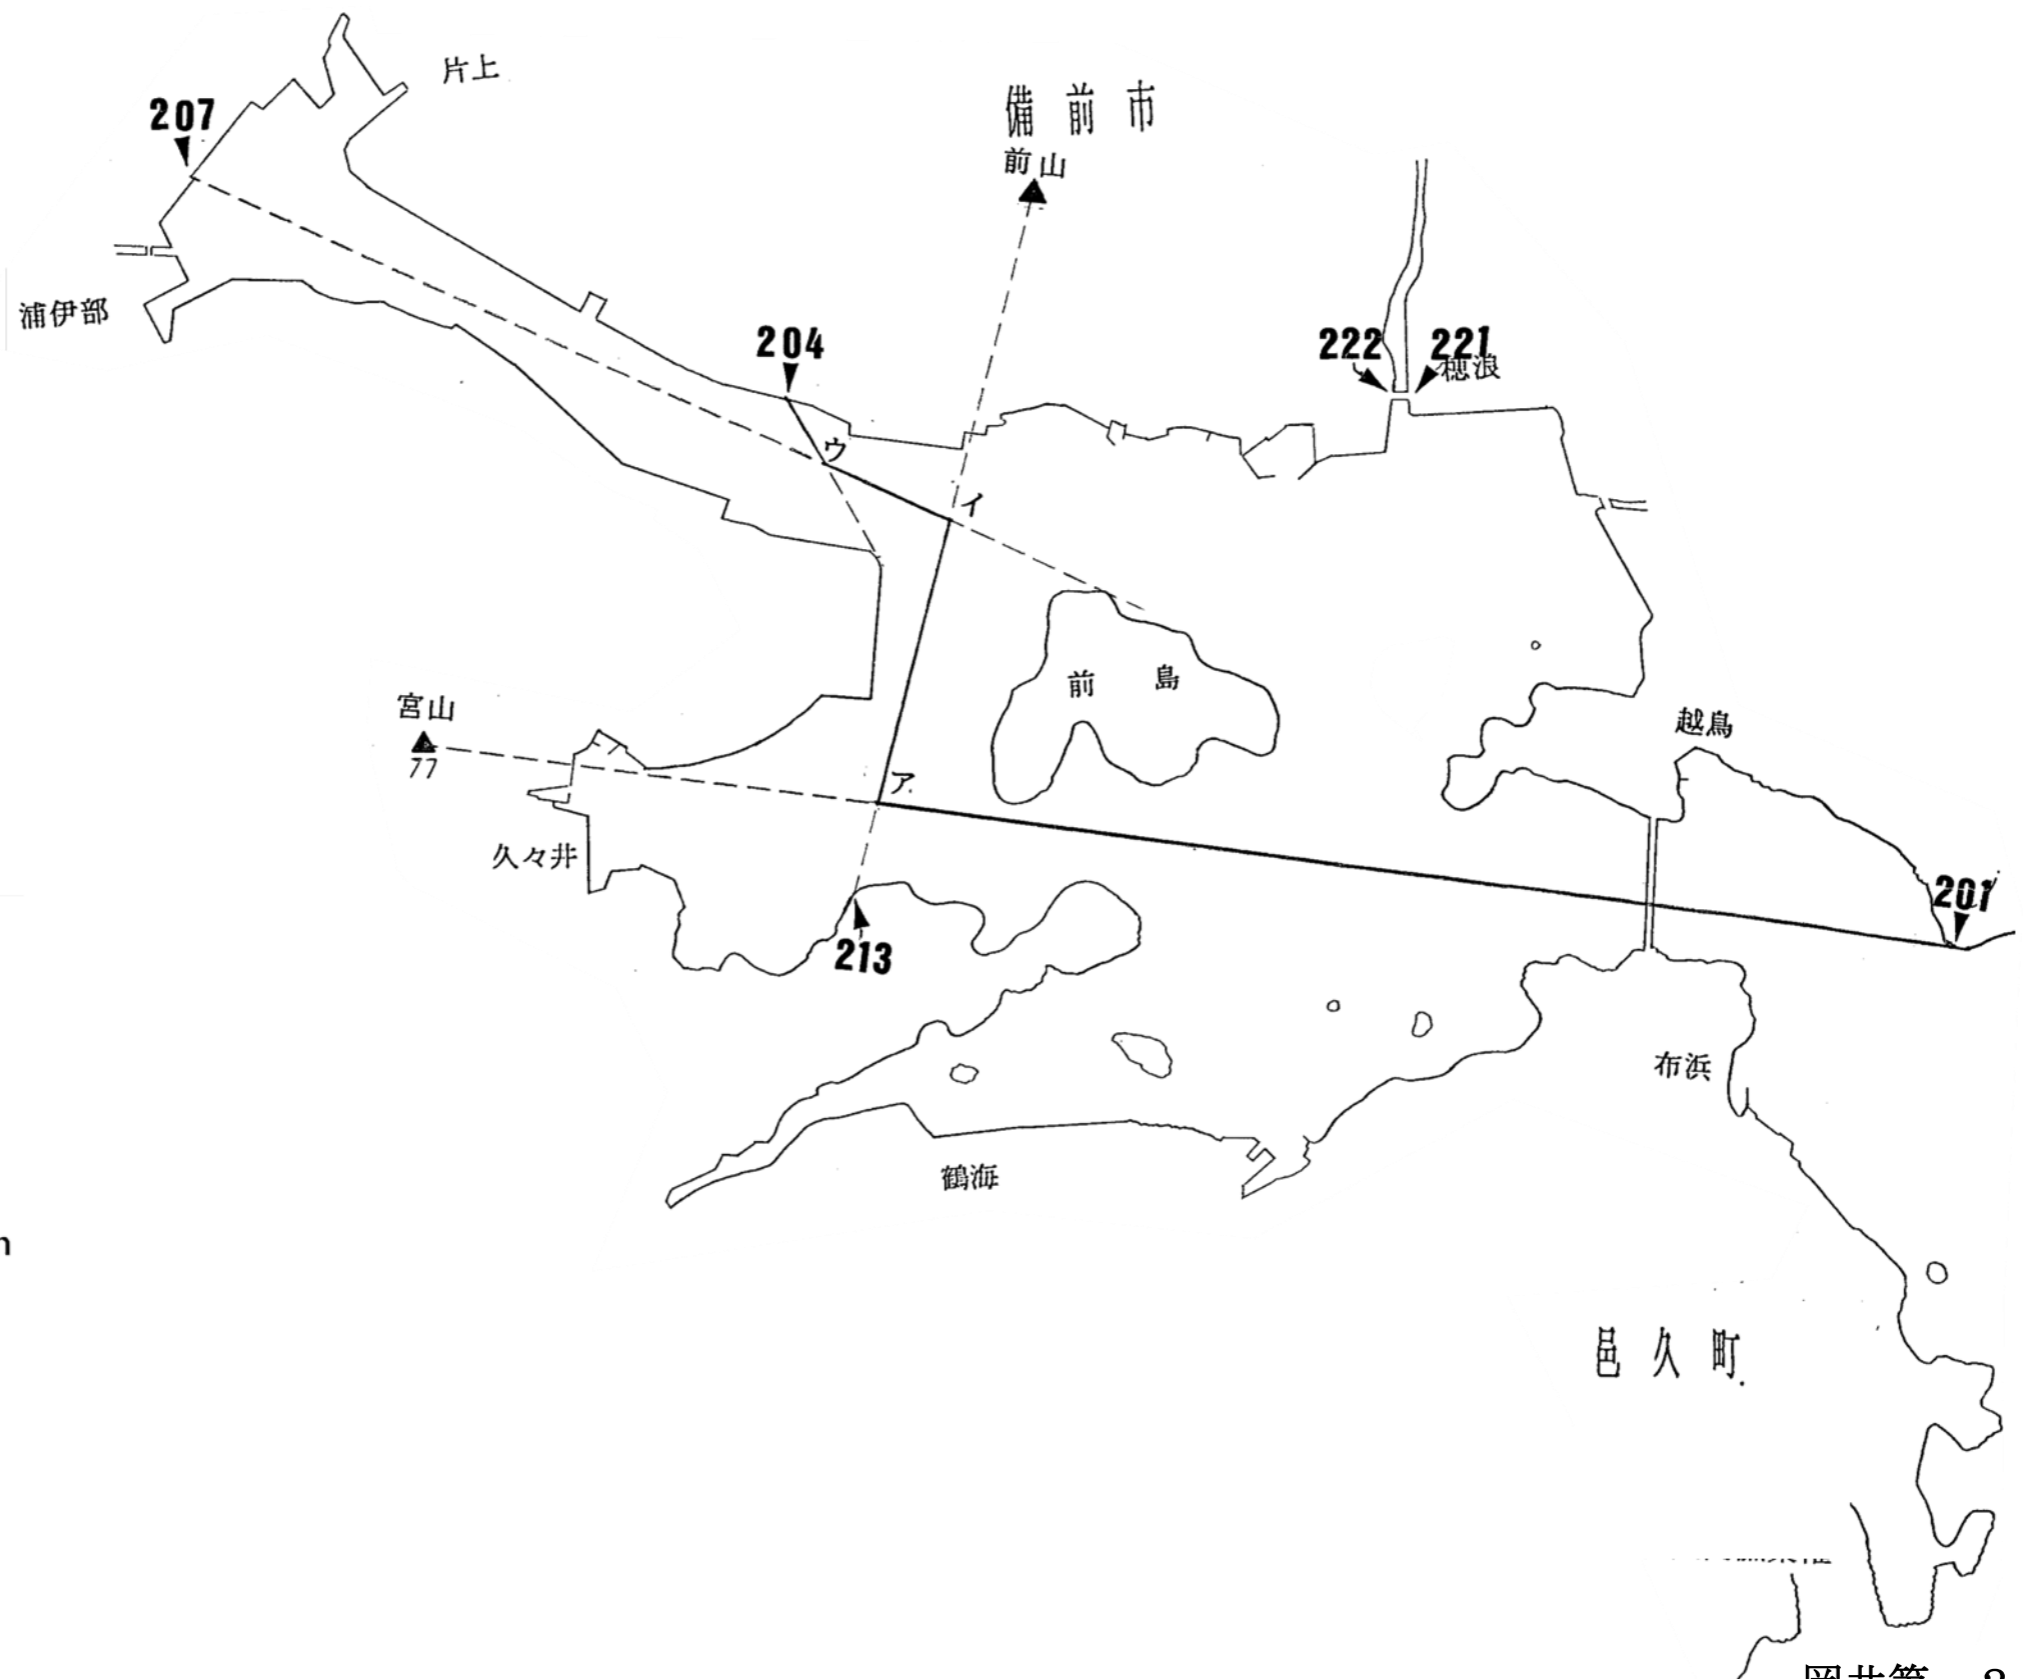 片上
207
備前市
前山
浦伊部
204
222
221
穂浪
ウ
イ
前島
宮山
77
越鳥
ア
久々井
201
213
布浜
鶴海
n
邑久町